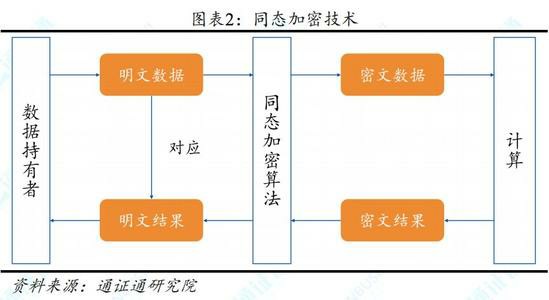 图表2：同态加密技术
数据持有者
明文数据
同态加密算法
密文数据
计算
对应
明文结果
密文结果
资料来源：通证通研究院